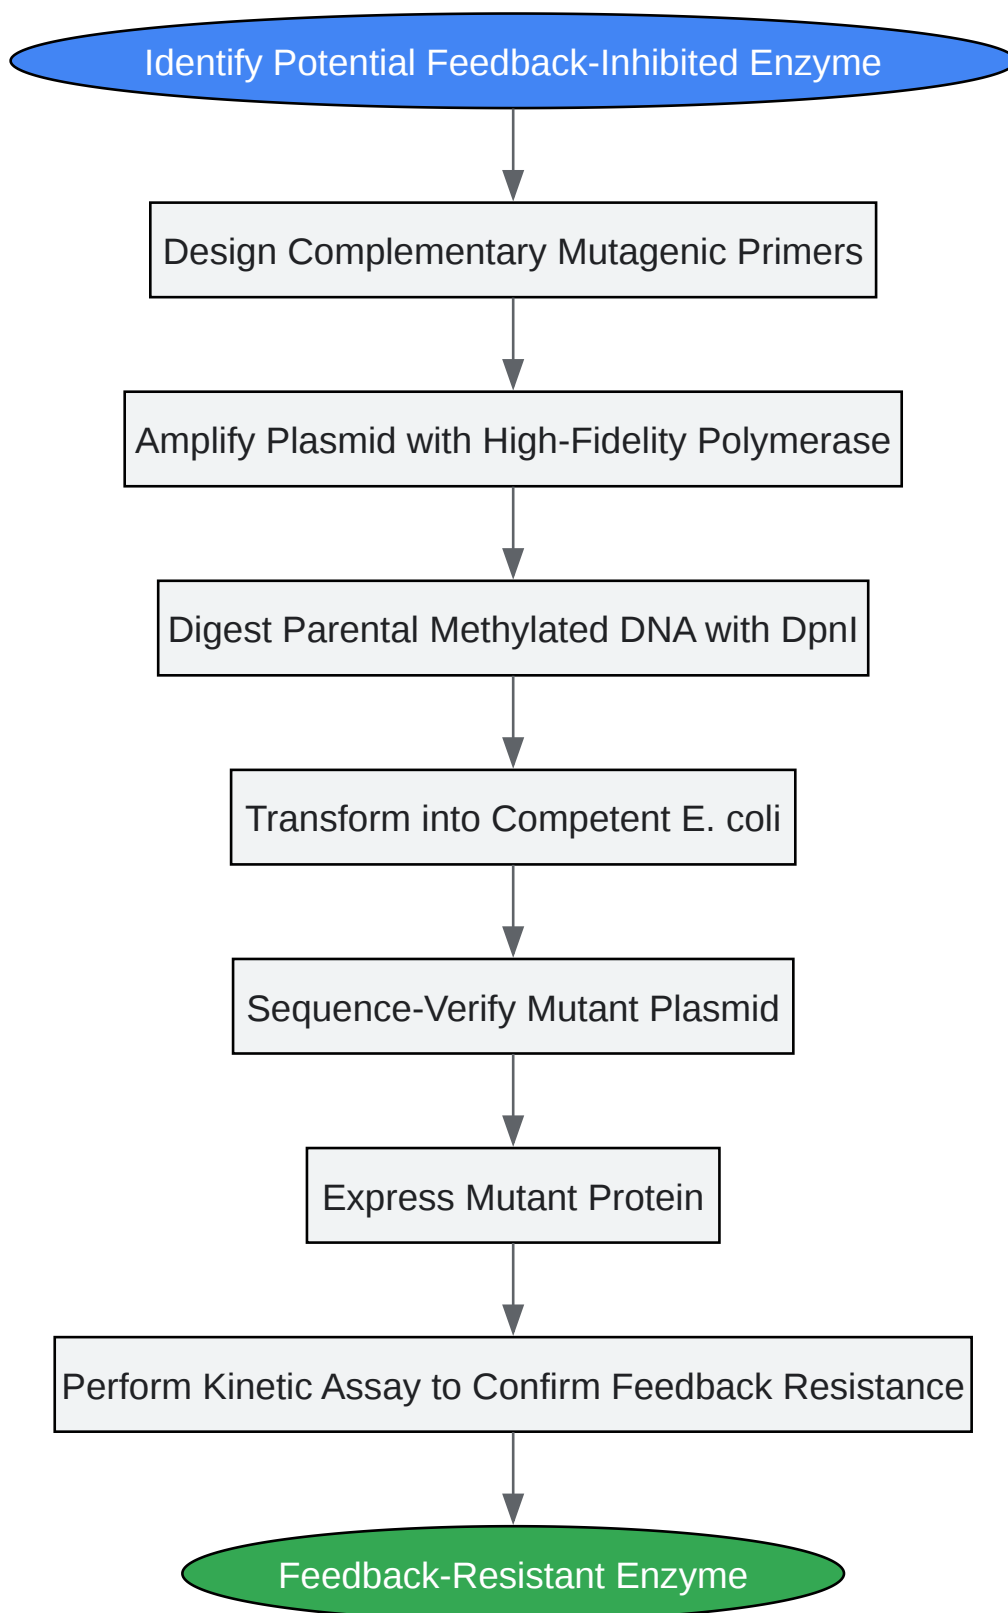 Identify Potential Feedback-Inhibited Enzyme
Design Complementary Mutagenic Primers
Amplify Plasmid with High-Fidelity Polymerase
Digest Parental Methylated DNA with DpnI
Transform into Competent E. coli
Sequence-Verify Mutant Plasmid
Express Mutant Protein
Perform Kinetic Assay to Confirm Feedback Resistance
Feedback-Resistant Enzyme